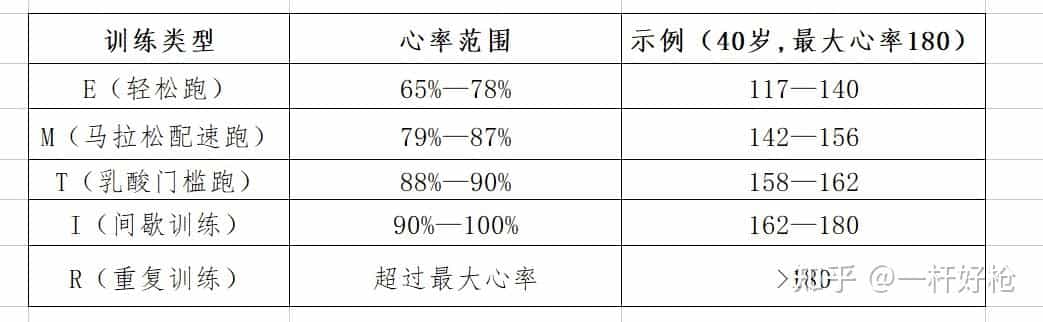 训练类型 心率范围 示例（40岁,最大心率180）
E（轻松跑） 65%—78% 117—140
M（马拉松配速跑） 79%—87% 142—156
T（乳酸门槛跑） 88%—90% 158—162
I（间歇训练） 90%—100% 162—180
R（重复训练） 超过最大心率 >180
知乎 @一杆好枪